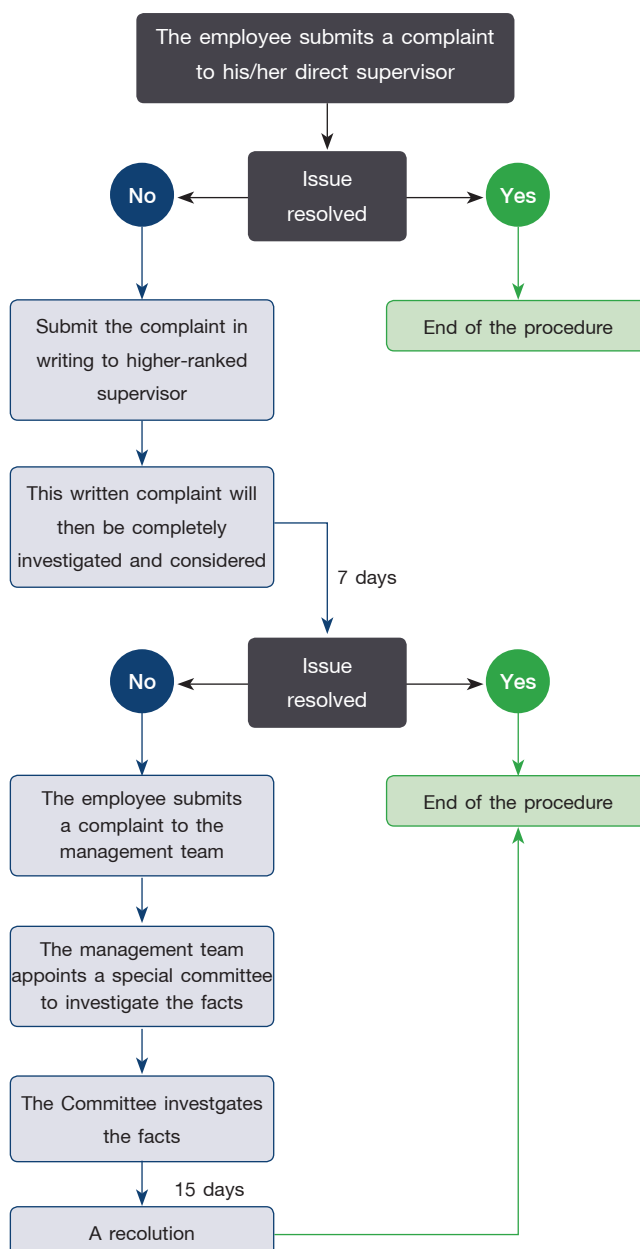 The employee submits a complaint
to his/her direct supervisor
Issue
resolved
No
Yes
Submit the complaint in
writing to higher-ranked
supervisor
End of the procedure
This written complaint will
then be completely
investigated and considered
7 days
Issue
resolved
No
Yes
The employee submits
a complaint to the
management team
End of the procedure
The management team
appoints a special committee
to investigate the facts
The Committee investgates
the facts
15 days
A recolution